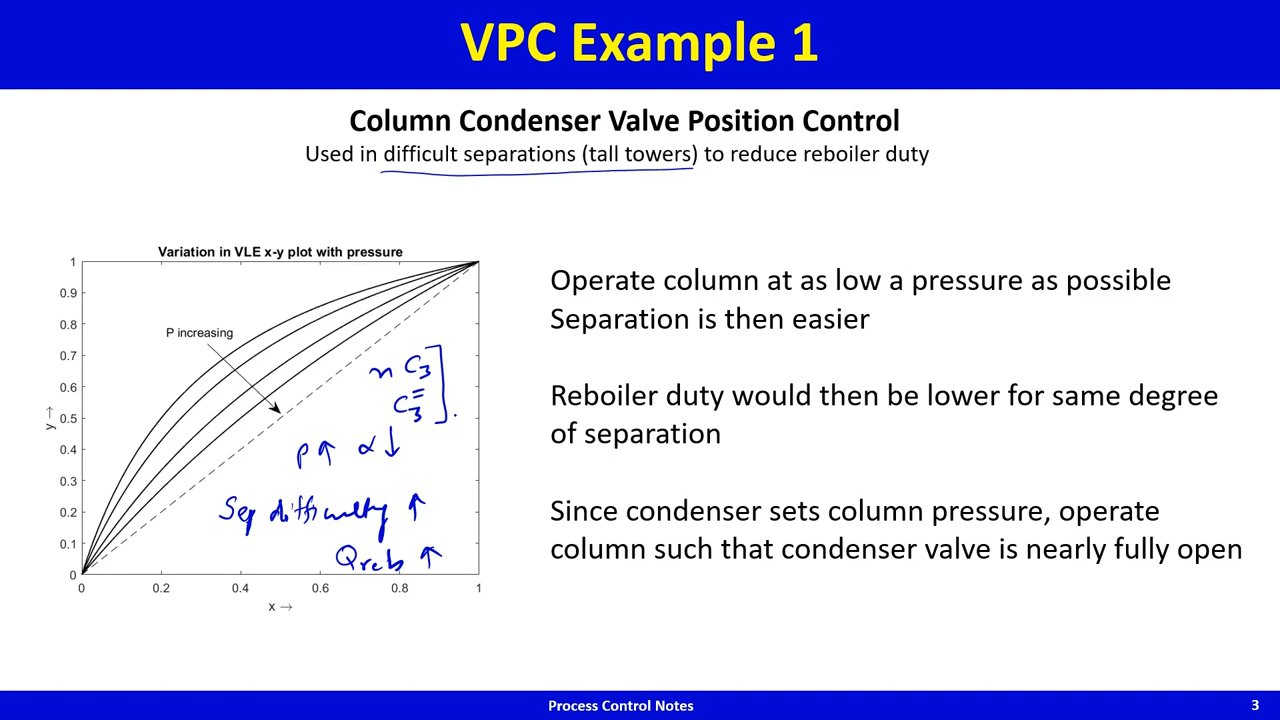 VPC Example 1
Column Condenser Valve Position Control
Used in difficult separations (tall towers) to reduce reboiler duty
Variation in VLE x-y plot with pressure
1
0.9
0.8
0.7
0.6
0.5
0.4
0.3
0.2
0.1
0
y →
P increasing
n C3
C3=
P ↑ α ↓
Sep difficulty ↑
Qreb ↑
0
0.2
0.4
0.6
0.8
1
x →
Operate column at as low a pressure as possible
Separation is then easier
Reboiler duty would then be lower for same degree
of separation
Since condenser sets column pressure, operate
column such that condenser valve is nearly fully open
Process Control Notes
3